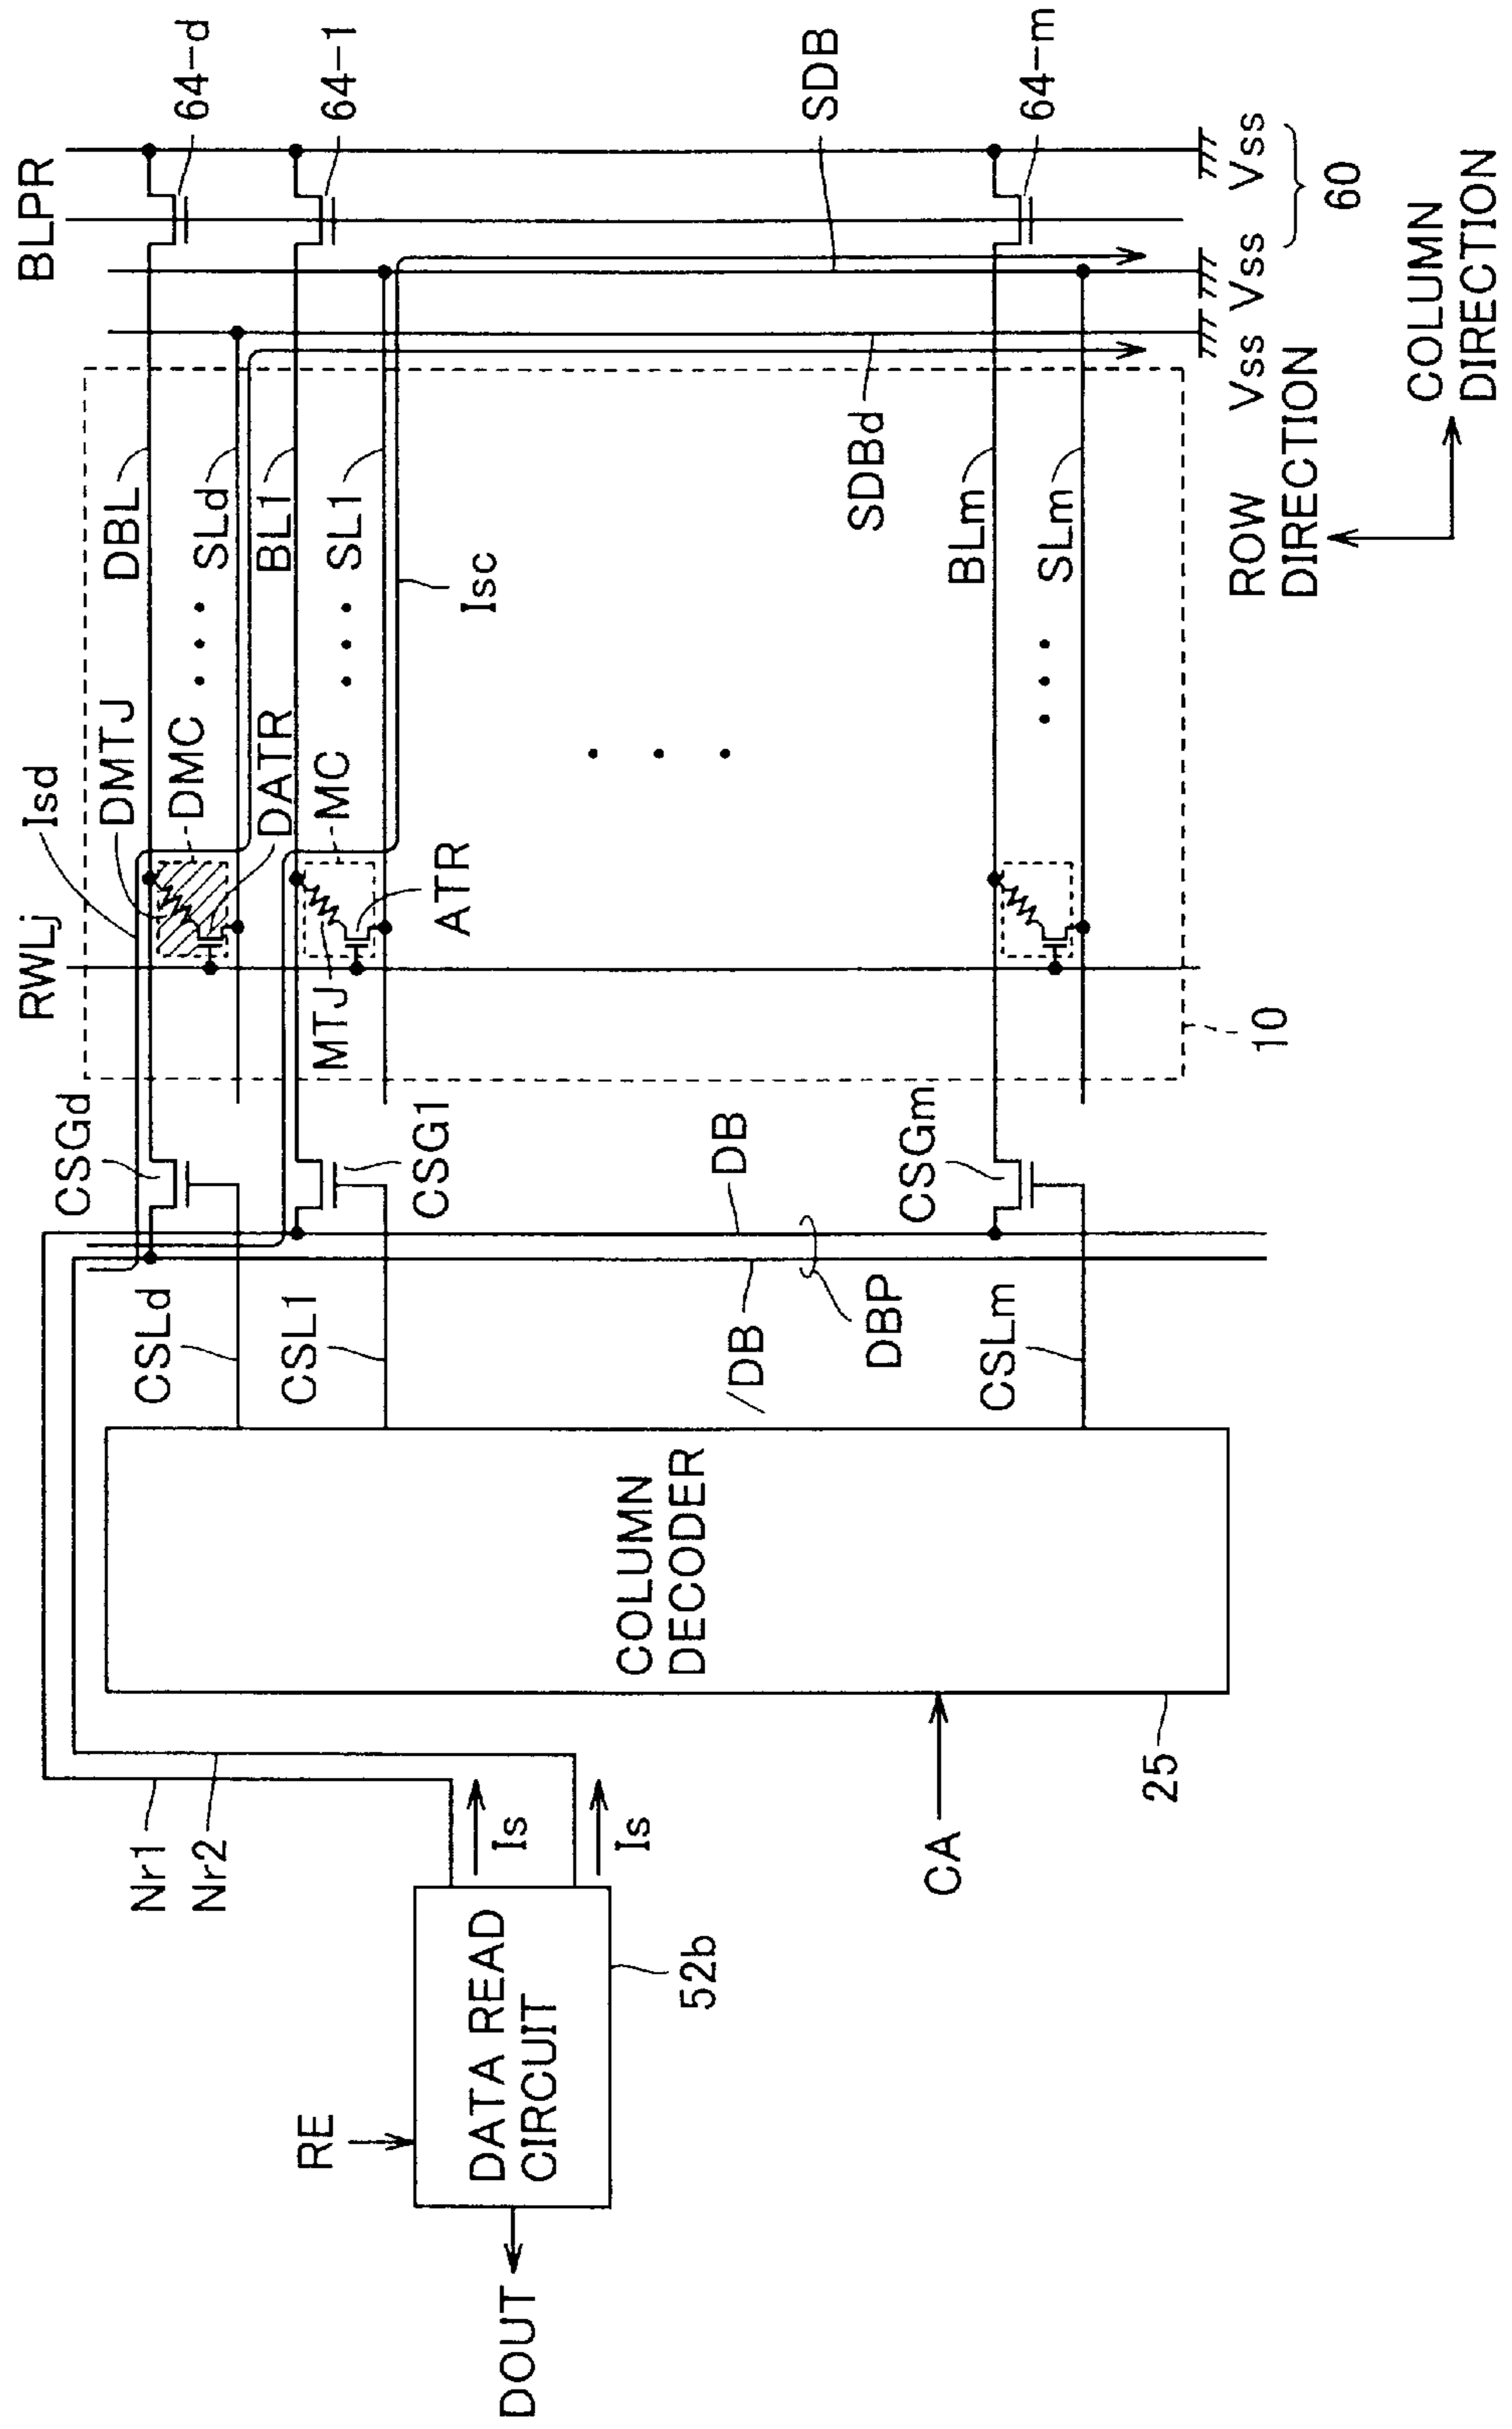 DOUT
RE
DATA READ
CIRCUIT
52b
Is
Is
Nr1
Nr2
CA
25
COLUMN
DECODER
CSLd
CSL1
CSLm
/DB
DBP
DB
CSGd
CSG1
CSGm
RWLj
Isd
DMTJ
DMC
DATR
MC
MTJ
ATR
10
DBL
SLd
BL1
SL1
Isc
BLm
SLm
SDBd
SDB
BLPR
64-d
64-1
64-m
Vss
Vss
Vss
60
ROW
DIRECTION
COLUMN
DIRECTION